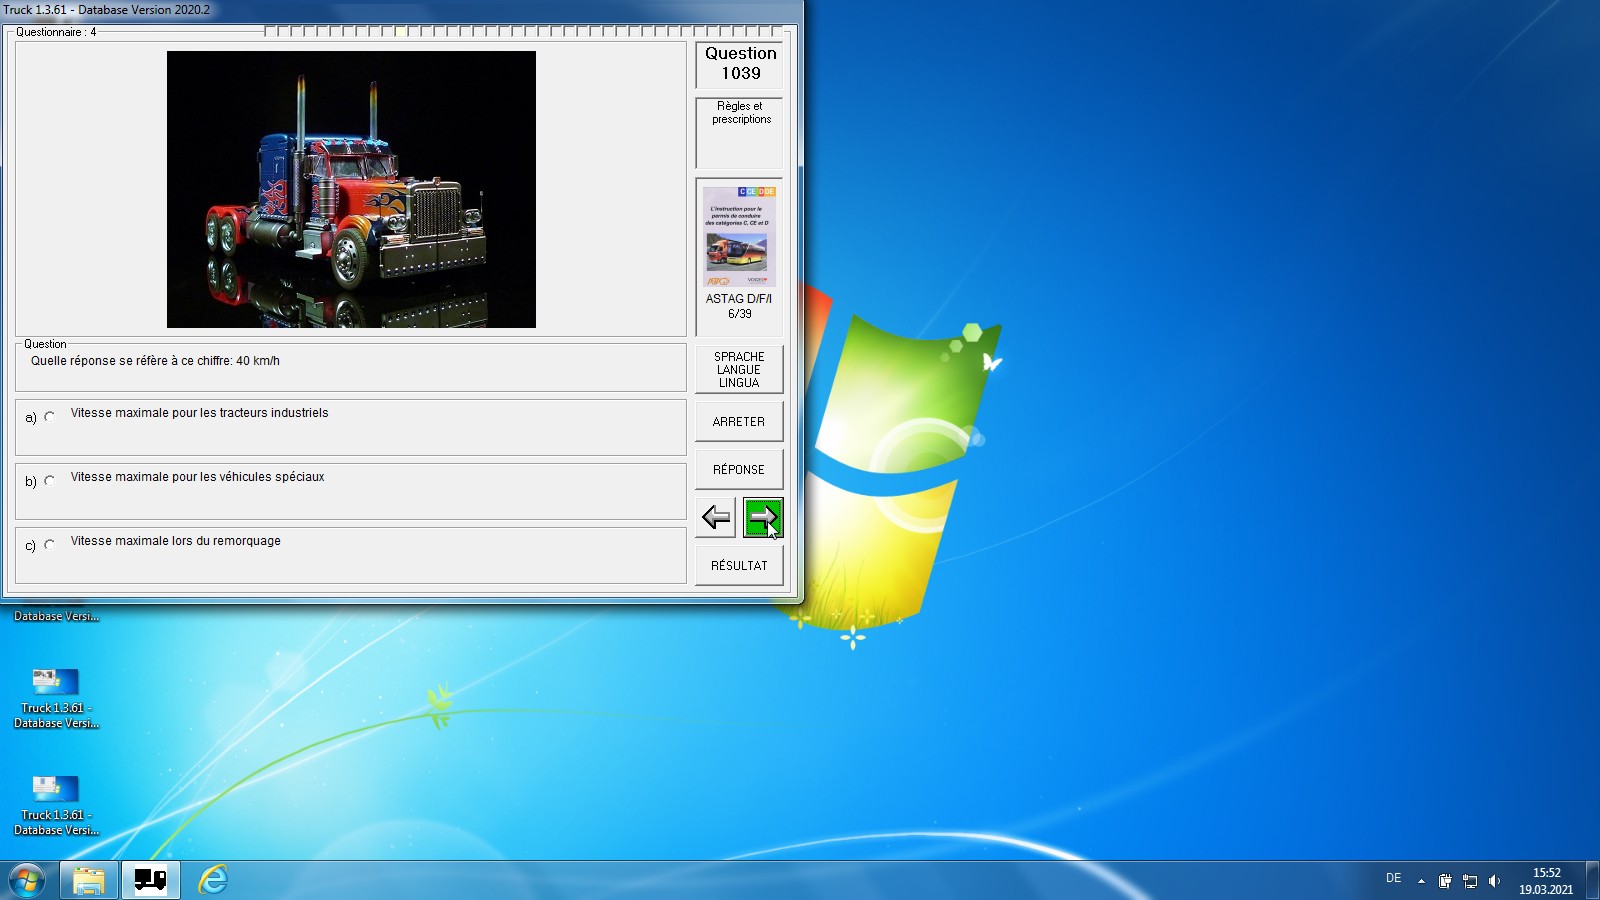 Truck 1.3.61 - Database Version 2020.2
Questionnaire : 4
Question
1039
Règles et
prescriptions
C CE D DE
L'instruction pour le
permis de conduire
des catégories C, CE et D
ASTAG D/F/I
6/39
Question
Quelle réponse se réfère à ce chiffre: 40 km/h
SPRACHE
LANGUE
LINGUA
a) Vitesse maximale pour les tracteurs industriels
ARRETER
b) Vitesse maximale pour les véhicules spéciaux
RÉPONSE
c) Vitesse maximale lors du remorquage
RÉSULTAT
Database Versi...
Truck 1.3.61 -
Database Versi...
Truck 1.3.61 -
Database Versi...
DE
15:52
19.03.2021